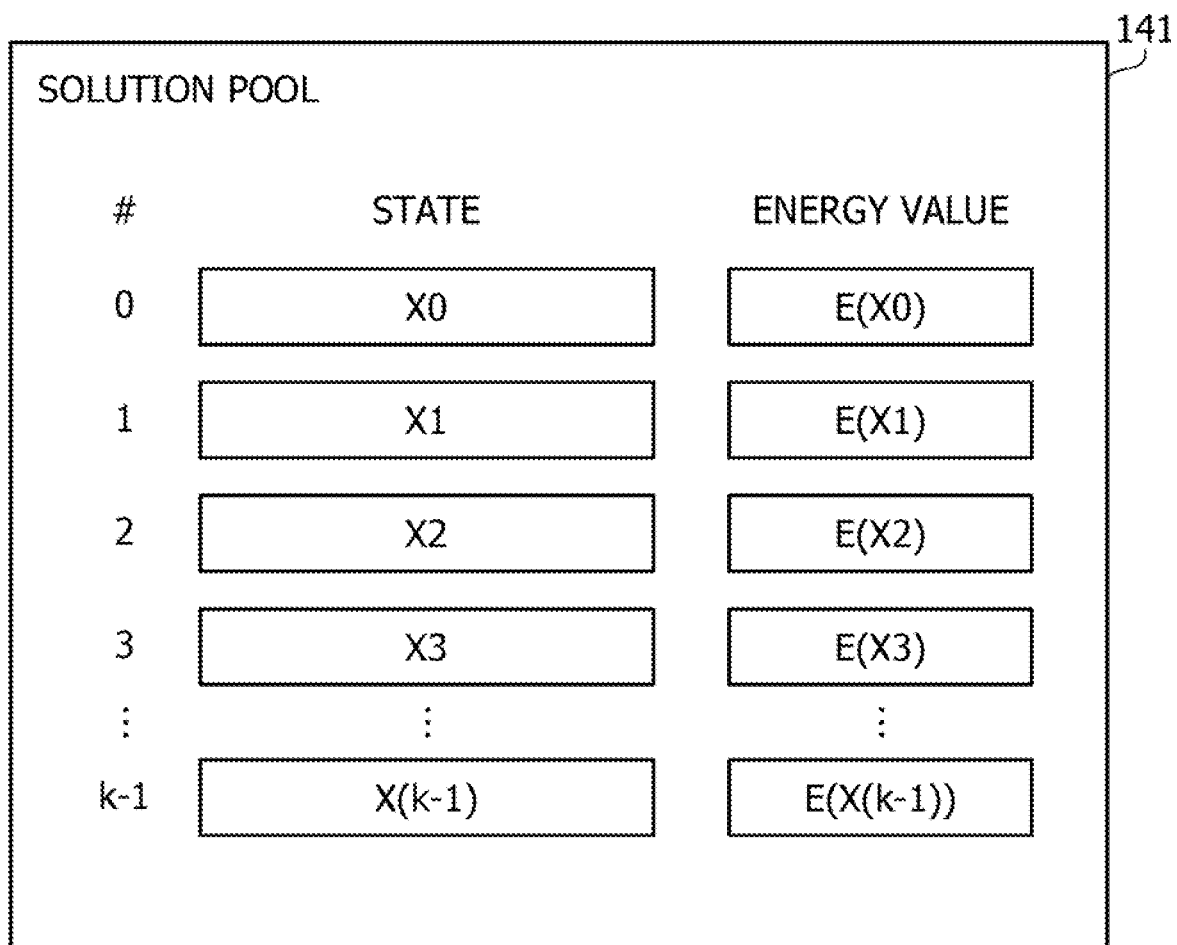 141
SOLUTION POOL
# STATE ENERGY VALUE
0 X0 E(X0)
1 X1 E(X1)
2 X2 E(X2)
3 X3 E(X3)
⋮ ⋮ ⋮
k-1 X(k-1) E(X(k-1))